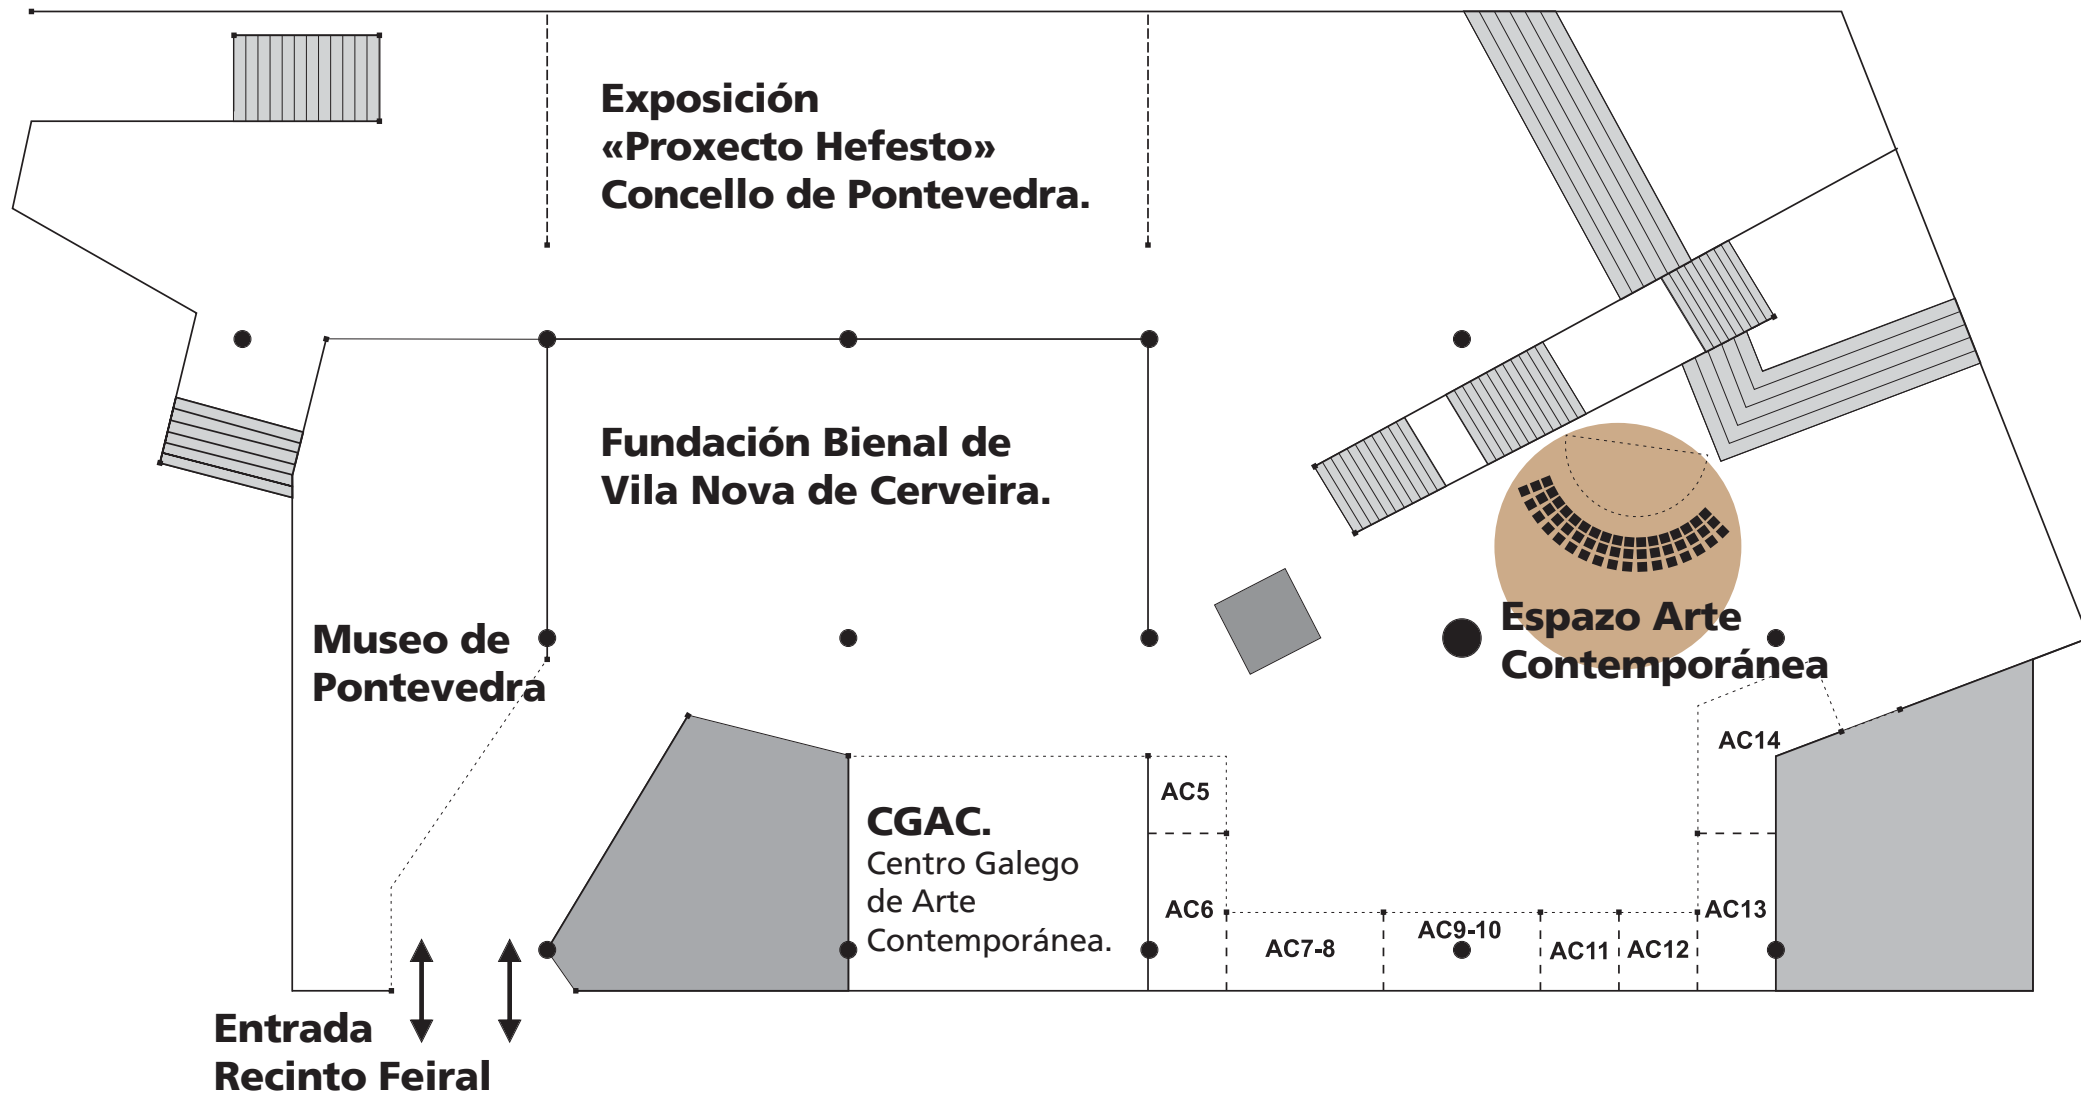 Exposición
«Proxecto Hefesto»
Concello de Pontevedra.
Fundación Bienal de
Vila Nova de Cerveira.
Museo de
Pontevedra
Espazo Arte
Contemporánea
CGAC.
Centro Galego
de Arte
Contemporánea.
AC5
AC6
AC7-8
AC9-10
AC11
AC12
AC13
AC14
Entrada
Recinto Feiral